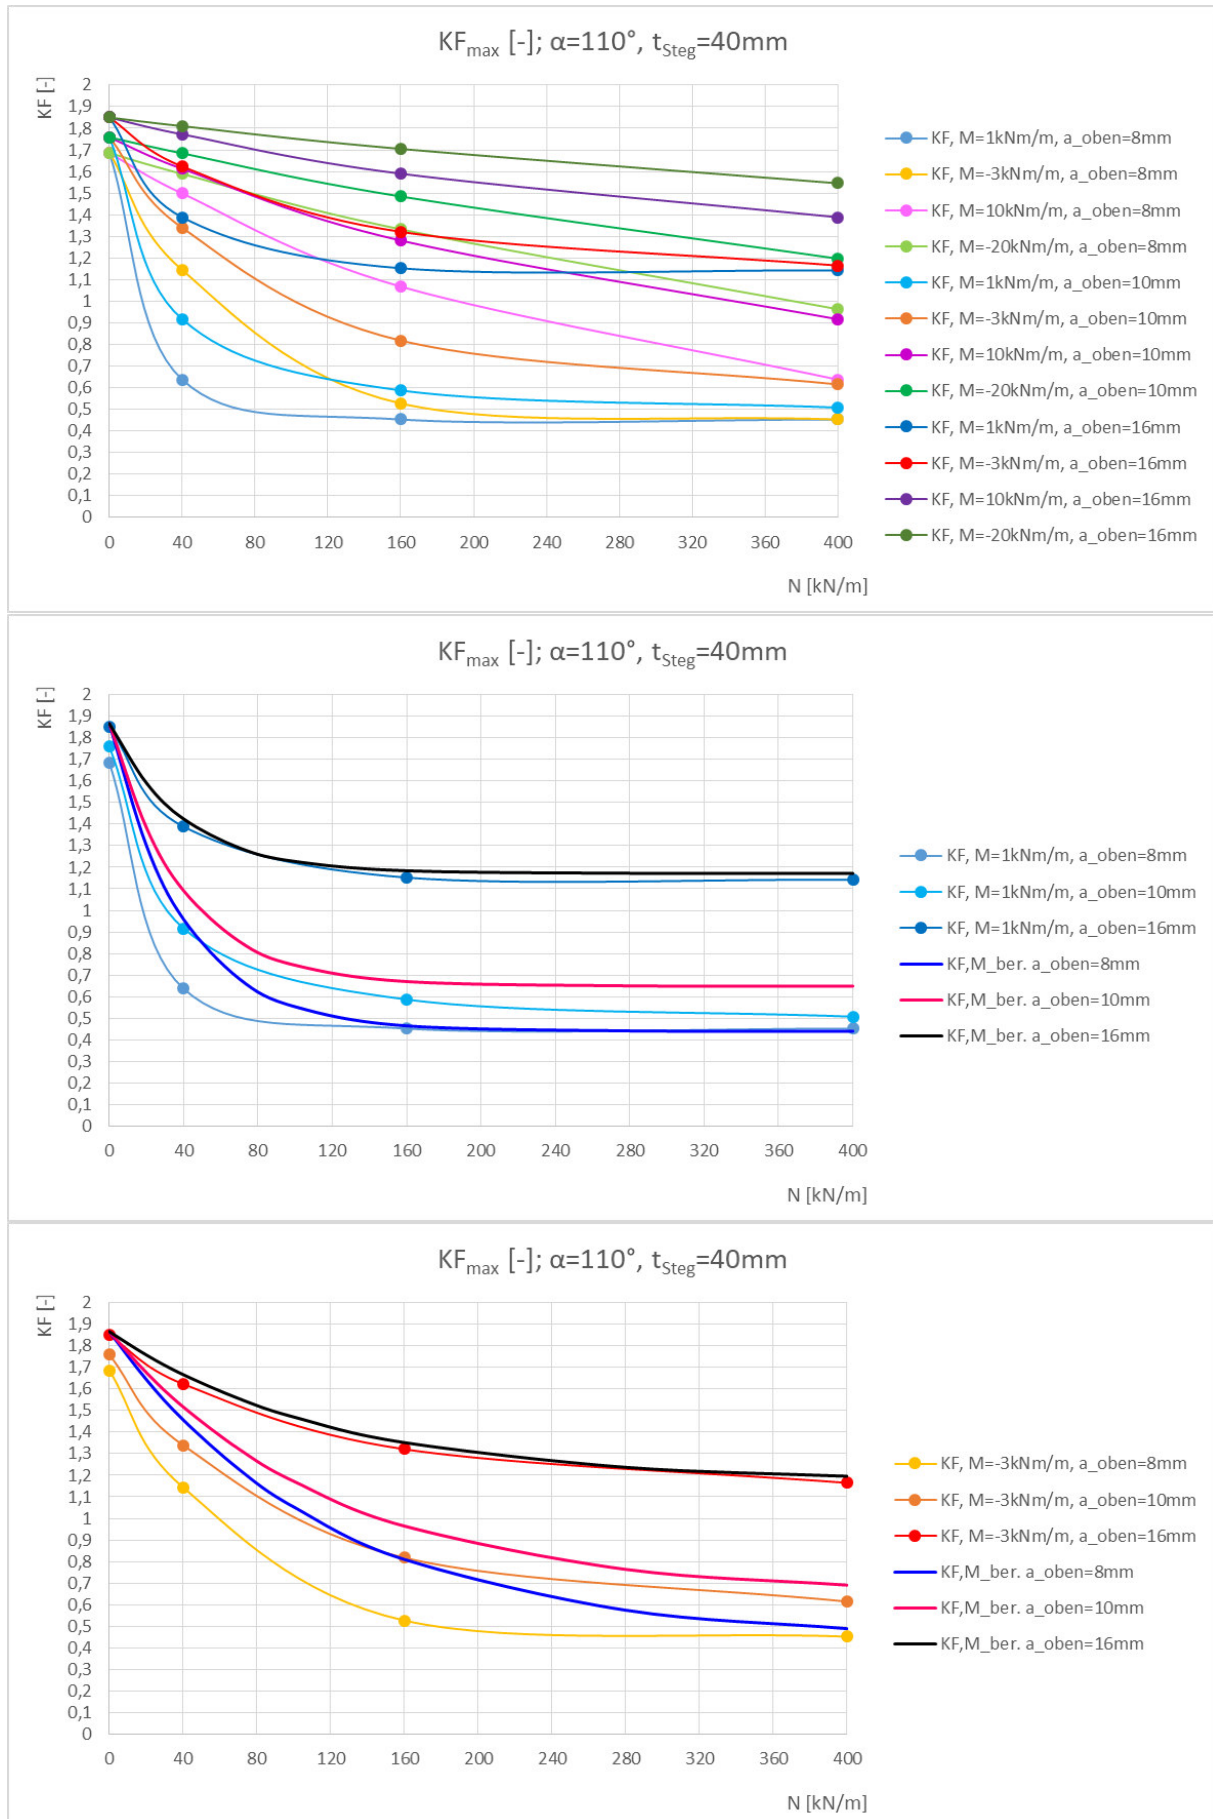 KFmax [-]; α=110°, tSteg=40mm
KF [-]
2
1,9
1,8
1,7
1,6
1,5
1,4
1,3
1,2
1,1
1
0,9
0,8
0,7
0,6
0,5
0,4
0,3
0,2
0,1
0
0 40 80 120 160 200 240 280 320 360 400
N [kN/m]
KF, M=1kNm/m, a_oben=8mm
KF, M=-3kNm/m, a_oben=8mm
KF, M=10kNm/m, a_oben=8mm
KF, M=-20kNm/m, a_oben=8mm
KF, M=1kNm/m, a_oben=10mm
KF, M=-3kNm/m, a_oben=10mm
KF, M=10kNm/m, a_oben=10mm
KF, M=-20kNm/m, a_oben=10mm
KF, M=1kNm/m, a_oben=16mm
KF, M=-3kNm/m, a_oben=16mm
KF, M=10kNm/m, a_oben=16mm
KF, M=-20kNm/m, a_oben=16mm
KFmax [-]; α=110°, tSteg=40mm
KF [-]
2
1,9
1,8
1,7
1,6
1,5
1,4
1,3
1,2
1,1
1
0,9
0,8
0,7
0,6
0,5
0,4
0,3
0,2
0,1
0
0 40 80 120 160 200 240 280 320 360 400
N [kN/m]
KF, M=1kNm/m, a_oben=8mm
KF, M=1kNm/m, a_oben=10mm
KF, M=1kNm/m, a_oben=16mm
KF,M_ber. a_oben=8mm
KF,M_ber. a_oben=10mm
KF,M_ber. a_oben=16mm
KFmax [-]; α=110°, tSteg=40mm
KF [-]
2
1,9
1,8
1,7
1,6
1,5
1,4
1,3
1,2
1,1
1
0,9
0,8
0,7
0,6
0,5
0,4
0,3
0,2
0,1
0
0 40 80 120 160 200 240 280 320 360 400
N [kN/m]
KF, M=-3kNm/m, a_oben=8mm
KF, M=-3kNm/m, a_oben=10mm
KF, M=-3kNm/m, a_oben=16mm
KF,M_ber. a_oben=8mm
KF,M_ber. a_oben=10mm
KF,M_ber. a_oben=16mm